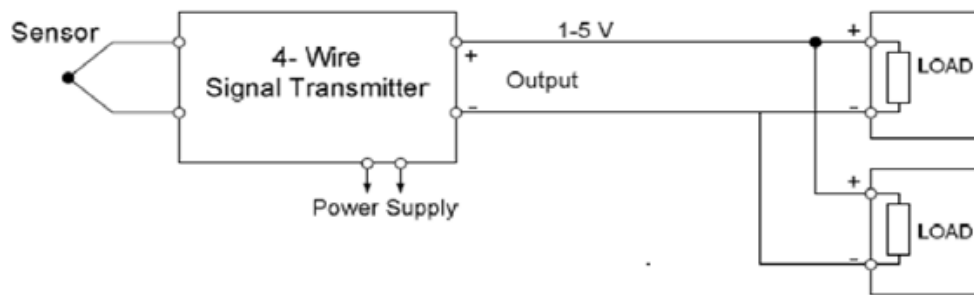 Sensor
4- Wire
Signal Transmitter
+
-
1-5 V
Output
Power Supply
+
LOAD
-
+
LOAD
-